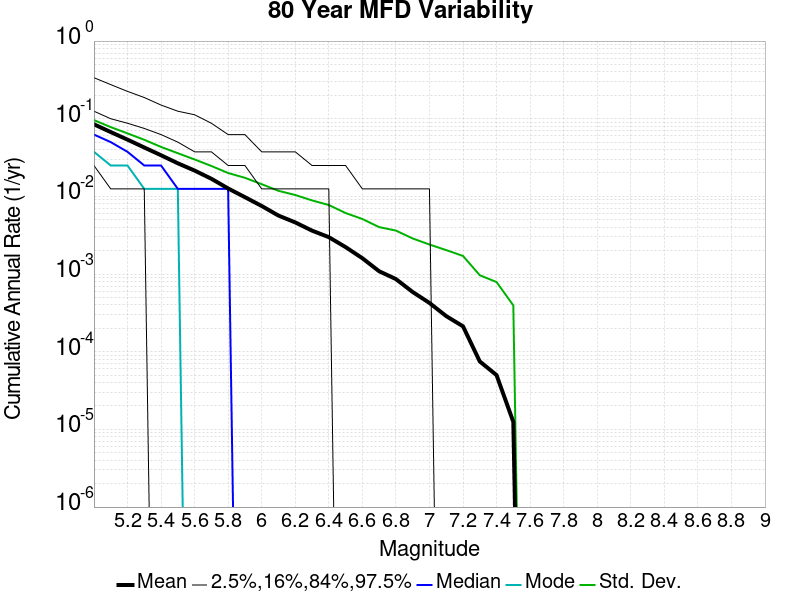 80 Year MFD Variability
10 0
10 -1
10 -2
10 -3
10 -4
10 -5
10 -6
Cumulative Annual Rate (1/yr)
5.2 5.4 5.6 5.8 6 6.2 6.4 6.6 6.8 7 7.2 7.4 7.6 7.8 8 8.2 8.4 8.6 8.8 9
Magnitude
Mean 2.5%,16%,84%,97.5% Median Mode Std. Dev.